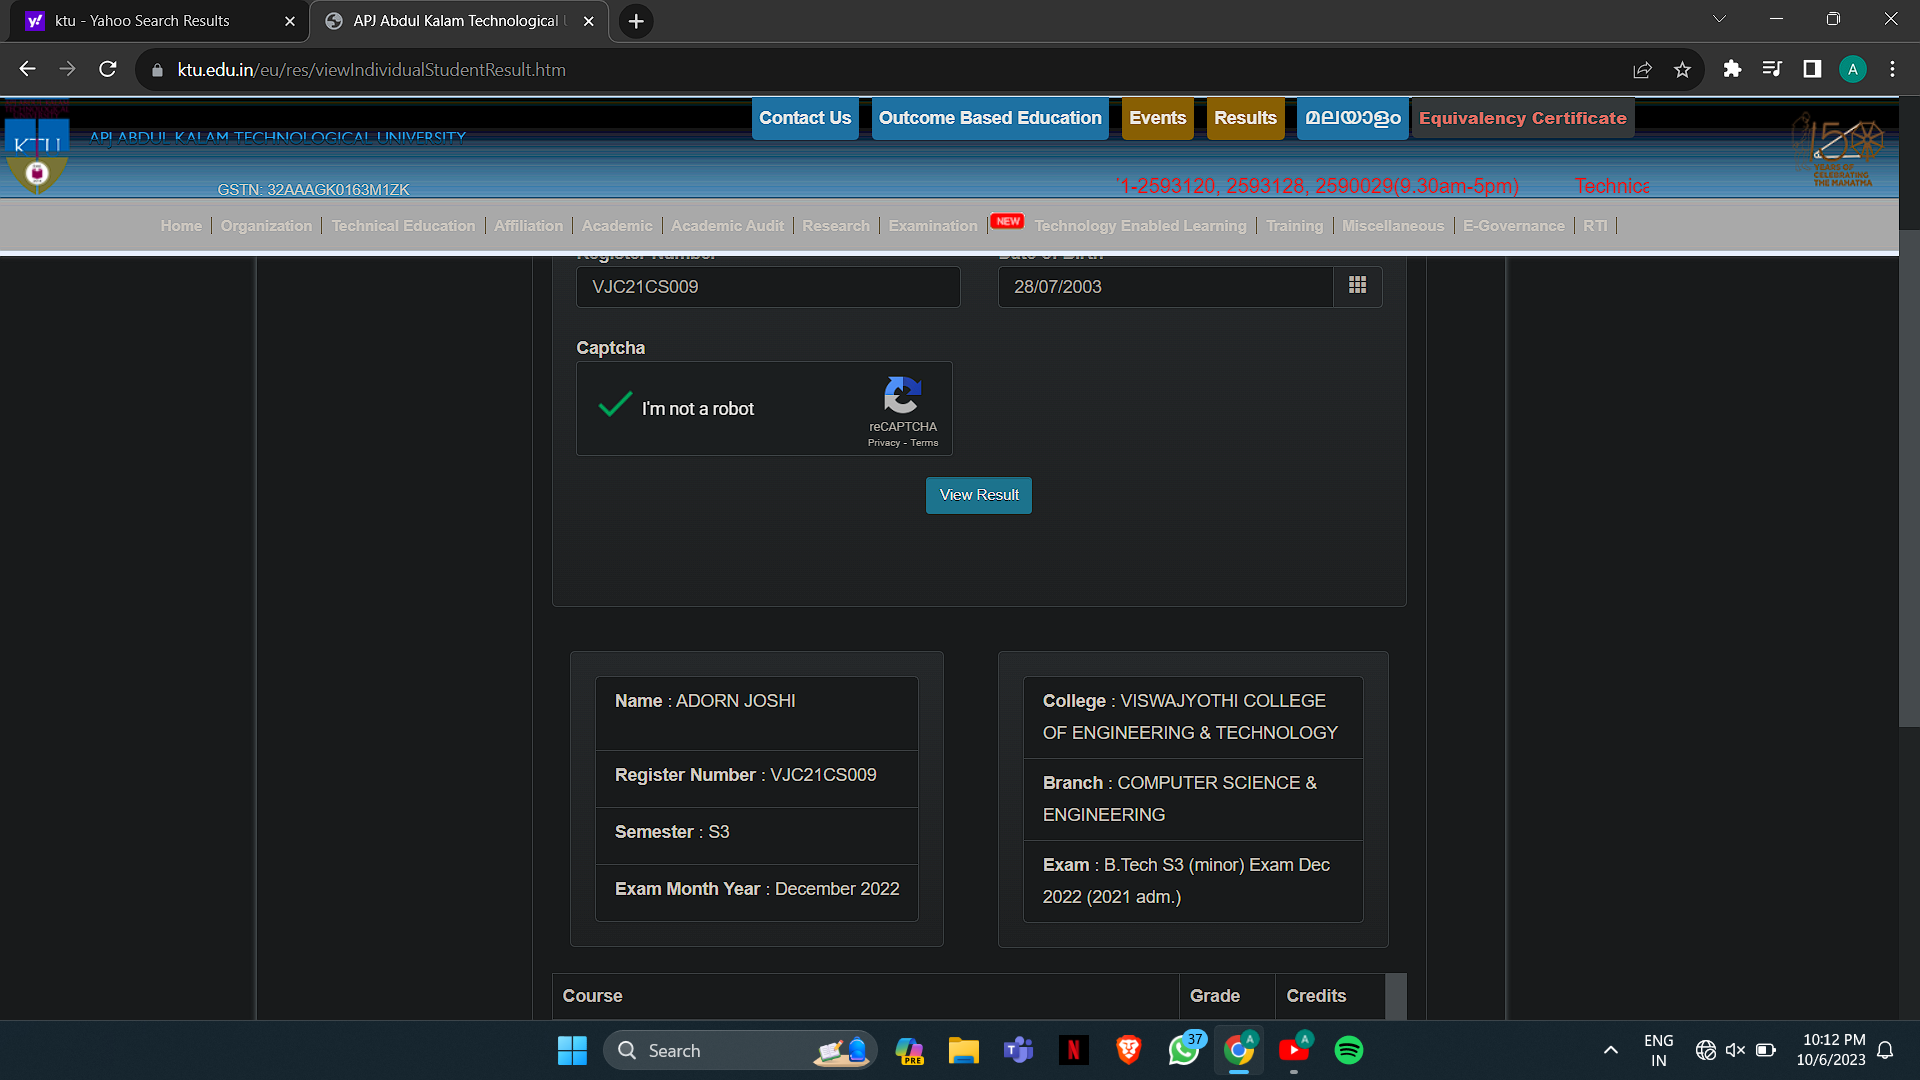 ktu - Yahoo Search Results
APJ Abdul Kalam Technological
ktu.edu.in/eu/res/viewIndividualStudentResult.htm
A
Contact Us
Outcome Based Education
Events
Results
മലയാളം
Equivalency Certificate
KTU
APJ ABDUL KALAM TECHNOLOGICAL UNIVERSITY
150
YEARS OF
CELEBRATING
THE MAHATMA
GSTN: 32AAAGK0163M1ZK
1-2593120, 2593128, 2590029(9.30am-5pm)
Home
Organization
Technical Education
Affiliation
Academic
Academic Audit
Research
Examination
NEW
Technology Enabled Learning
Training
Miscellaneous
E-Governance
RTI
Register Number
Date of Birth
VJC21CS009
28/07/2003
Captcha
I'm not a robot
reCAPTCHA
Privacy - Terms
View Result
Name : ADORN JOSHI
Register Number : VJC21CS009
Semester : S3
Exam Month Year : December 2022
College : VISWAJYOTHI COLLEGE
OF ENGINEERING & TECHNOLOGY
Branch : COMPUTER SCIENCE &
ENGINEERING
Exam : B.Tech S3 (minor) Exam Dec
2022 (2021 adm.)
Course
Grade
Credits
Search
PRE
37
A
A
ENG
IN
10:12 PM
10/6/2023